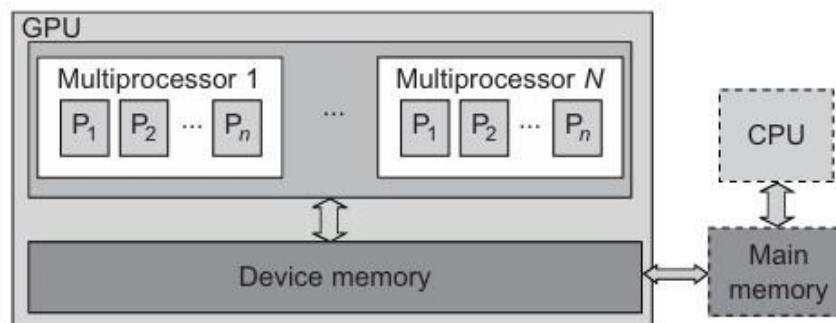 GPU
Multiprocessor 1
P1 P2 ... Pn
...
Multiprocessor N
P1 P2 ... Pn
CPU
Device memory
Main
memory